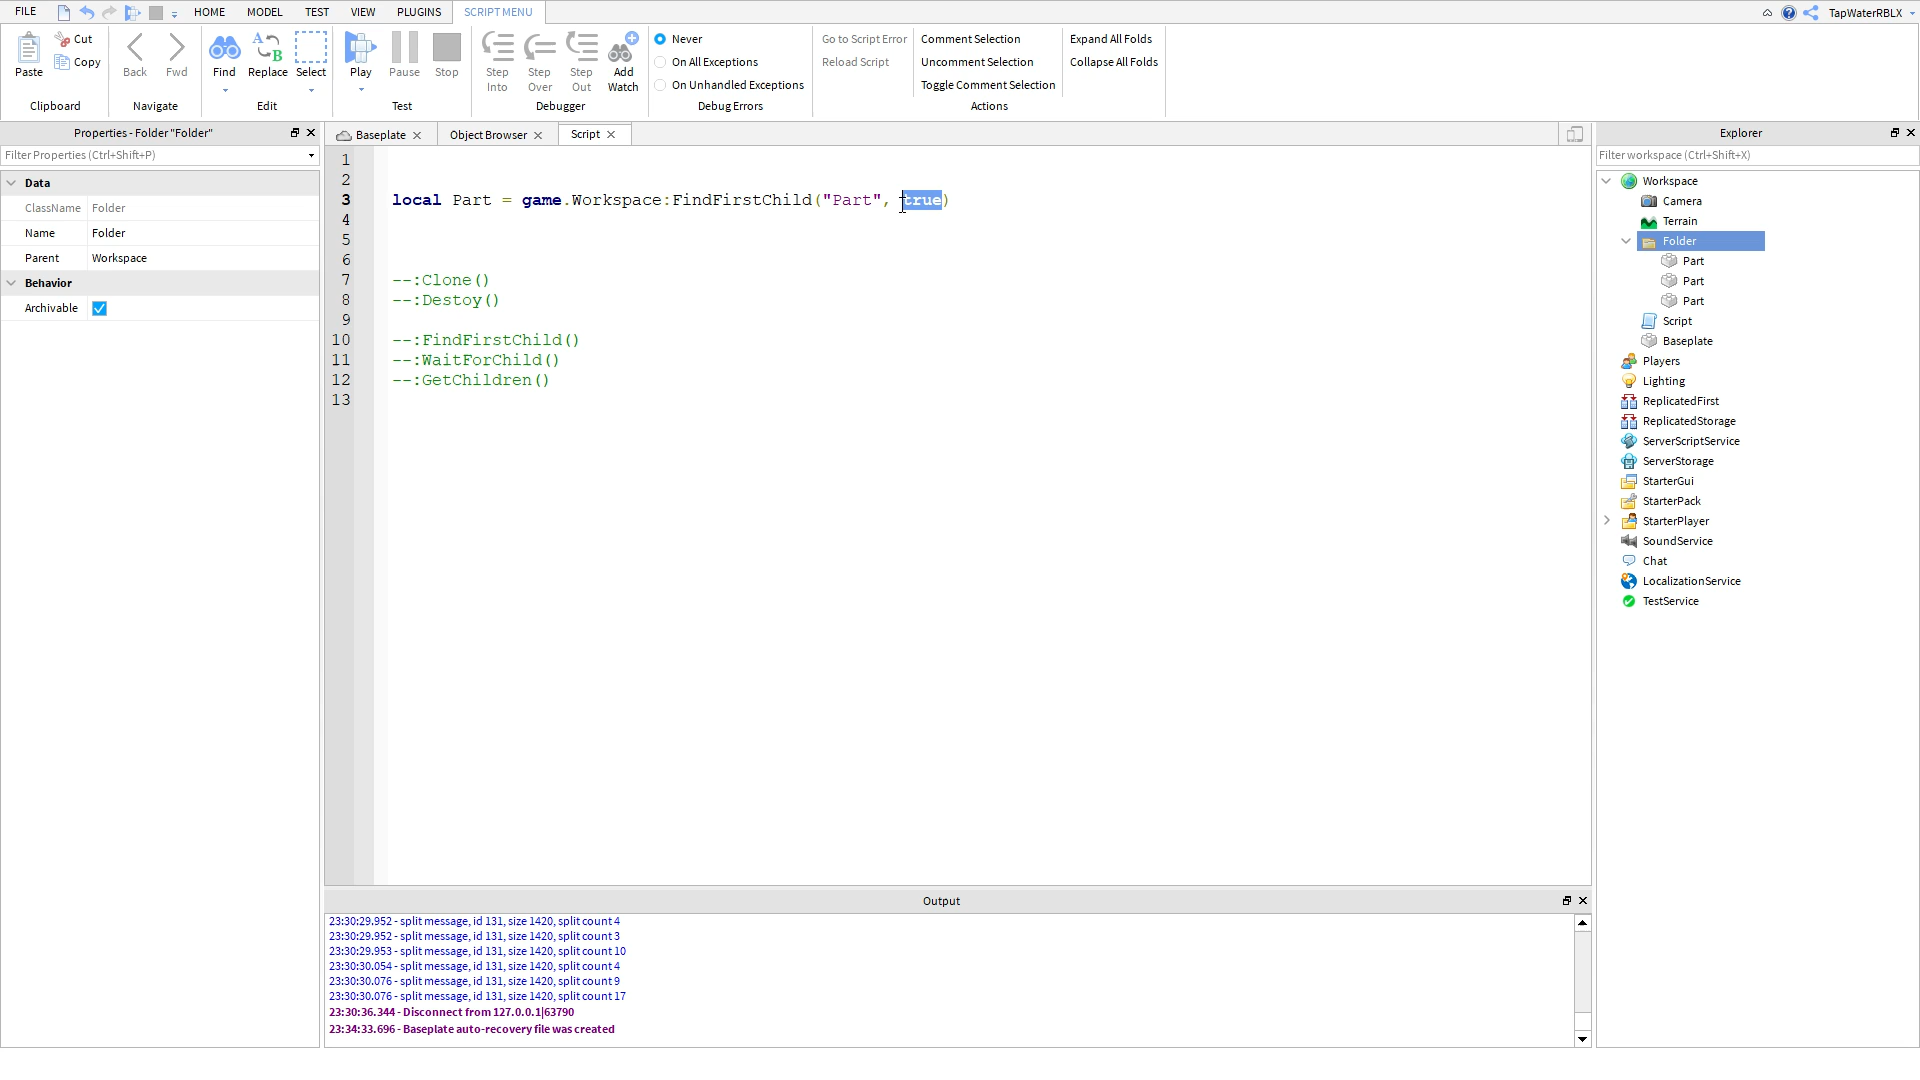 FILE HOME MODEL TEST VIEW PLUGINS SCRIPT MENU TapWaterRBLX
Paste Cut Copy
Clipboard
Back Fwd
Navigate
Find Replace Select
Edit
Play Pause Stop
Test
Step Into Step Over Step Out Add Watch
Debugger
Never
On All Exceptions
On Unhandled Exceptions
Debug Errors
Go to Script Error
Reload Script
Comment Selection
Uncomment Selection
Toggle Comment Selection
Actions
Expand All Folds
Collapse All Folds
Properties - Folder "Folder"
Filter Properties (Ctrl+Shift+P)
Data
ClassName Folder
Name Folder
Parent Workspace
Behavior
Archivable
Baseplate Object Browser Script
1
2
3 local Part = game.Workspace:FindFirstChild("Part", true)
4
5
6
7 --:Clone()
8 --:Destoy()
9
10 --:FindFirstChild()
11 --:WaitForChild()
12 --:GetChildren()
13
Output
23:30:29.952 - split message, id 131, size 1420, split count 4
23:30:29.952 - split message, id 131, size 1420, split count 3
23:30:29.953 - split message, id 131, size 1420, split count 10
23:30:30.054 - split message, id 131, size 1420, split count 4
23:30:30.076 - split message, id 131, size 1420, split count 9
23:30:30.076 - split message, id 131, size 1420, split count 17
23:30:36.344 - Disconnect from 127.0.0.1|63790
23:34:33.696 - Baseplate auto-recovery file was created
Explorer
Filter workspace (Ctrl+Shift+X)
Workspace
Camera
Terrain
Folder
Part
Part
Part
Script
Baseplate
Players
Lighting
ReplicatedFirst
ReplicatedStorage
ServerScriptService
ServerStorage
StarterGui
StarterPack
StarterPlayer
SoundService
Chat
LocalizationService
TestService